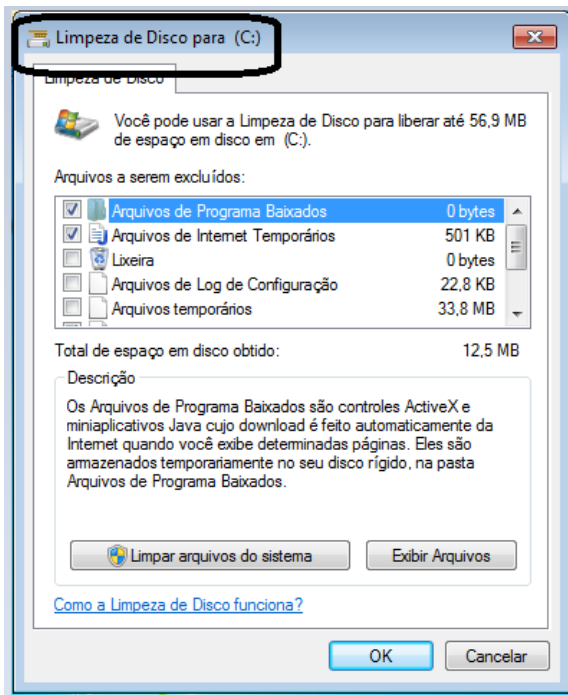 Limpeza de Disco para (C:)
Limpeza de Disco
Você pode usar a Limpeza de Disco para liberar até 56,9 MB
de espaço em disco em (C:).
Arquivos a serem excluídos:
Arquivos de Programa Baixados 0 bytes
Arquivos de Internet Temporários 501 KB
Lixeira 0 bytes
Arquivos de Log de Configuração 22,8 KB
Arquivos temporários 33,8 MB
Total de espaço em disco obtido: 12,5 MB
Descrição
Os Arquivos de Programa Baixados são controles ActiveX e
miniaplicativos Java cujo download é feito automaticamente da
Internet quando você exibe determinadas páginas. Eles são
armazenados temporariamente no seu disco rígido, na pasta
Arquivos de Programa Baixados.
Limpar arquivos do sistema Exibir Arquivos
Como a Limpeza de Disco funciona?
OK Cancelar